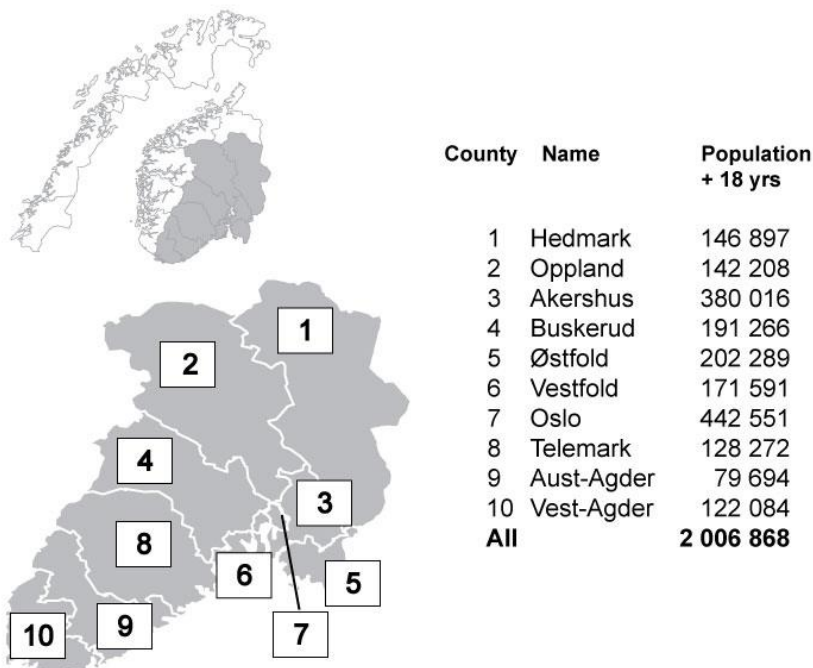 County Name Population
+ 18 yrs
1 Hedmark 146 897
2 Oppland 142 208
3 Akershus 380 016
4 Buskerud 191 266
5 Østfold 202 289
6 Vestfold 171 591
7 Oslo 442 551
8 Telemark 128 272
9 Aust-Agder 79 694
10 Vest-Agder 122 084
All 2 006 868
1
2
4
3
8
6
5
9
7
10